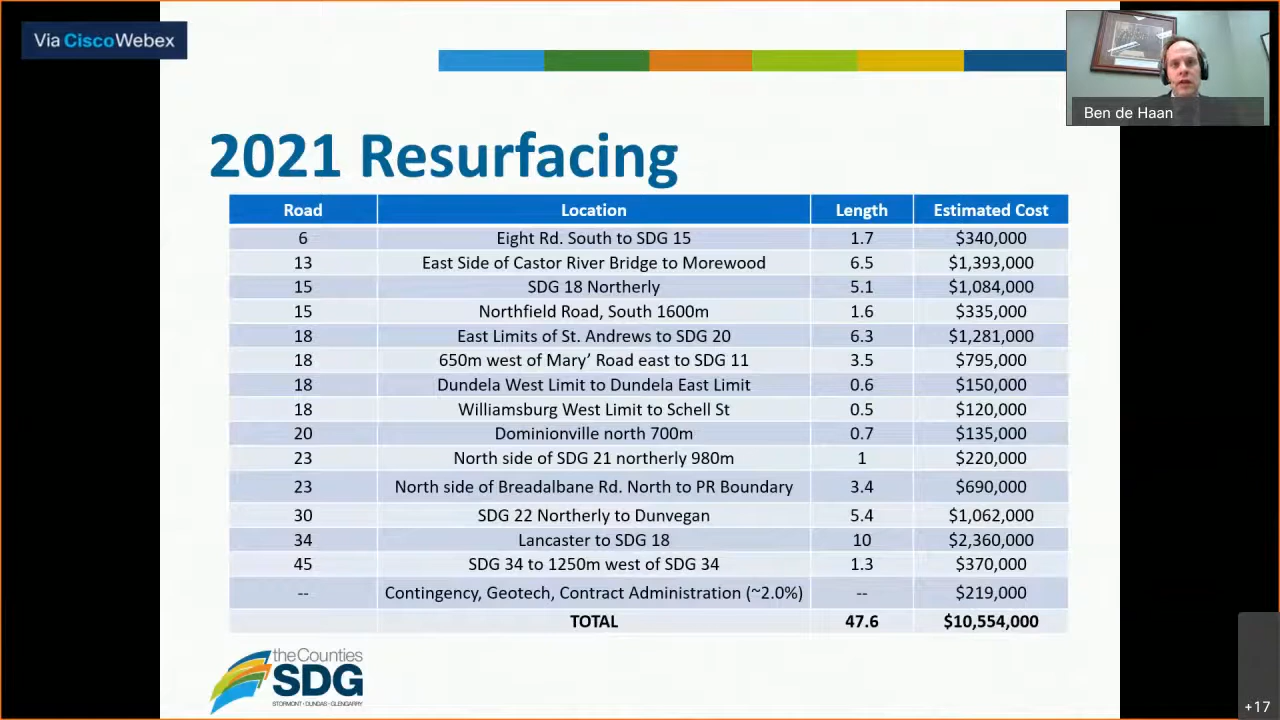 Via CiscoWebex
Ben de Haan
2021 Resurfacing
Road Location Length Estimated Cost
6 Eight Rd. South to SDG 15 1.7 $340,000
13 East Side of Castor River Bridge to Morewood 6.5 $1,393,000
15 SDG 18 Northerly 5.1 $1,084,000
15 Northfield Road, South 1600m 1.6 $335,000
18 East Limits of St. Andrews to SDG 20 6.3 $1,281,000
18 650m west of Mary’ Road east to SDG 11 3.5 $795,000
18 Dundela West Limit to Dundela East Limit 0.6 $150,000
18 Williamsburg West Limit to Schell St 0.5 $120,000
20 Dominionville north 700m 0.7 $135,000
23 North side of SDG 21 northerly 980m 1 $220,000
23 North side of Breadalbane Rd. North to PR Boundary 3.4 $690,000
30 SDG 22 Northerly to Dunvegan 5.4 $1,062,000
34 Lancaster to SDG 18 10 $2,360,000
45 SDG 34 to 1250m west of SDG 34 1.3 $370,000
-- Contingency, Geotech, Contract Administration (~2.0%) -- $219,000
TOTAL 47.6 $10,554,000
the Counties
SDG
STORMONT · DUNDAS · GLENGARRY
+17